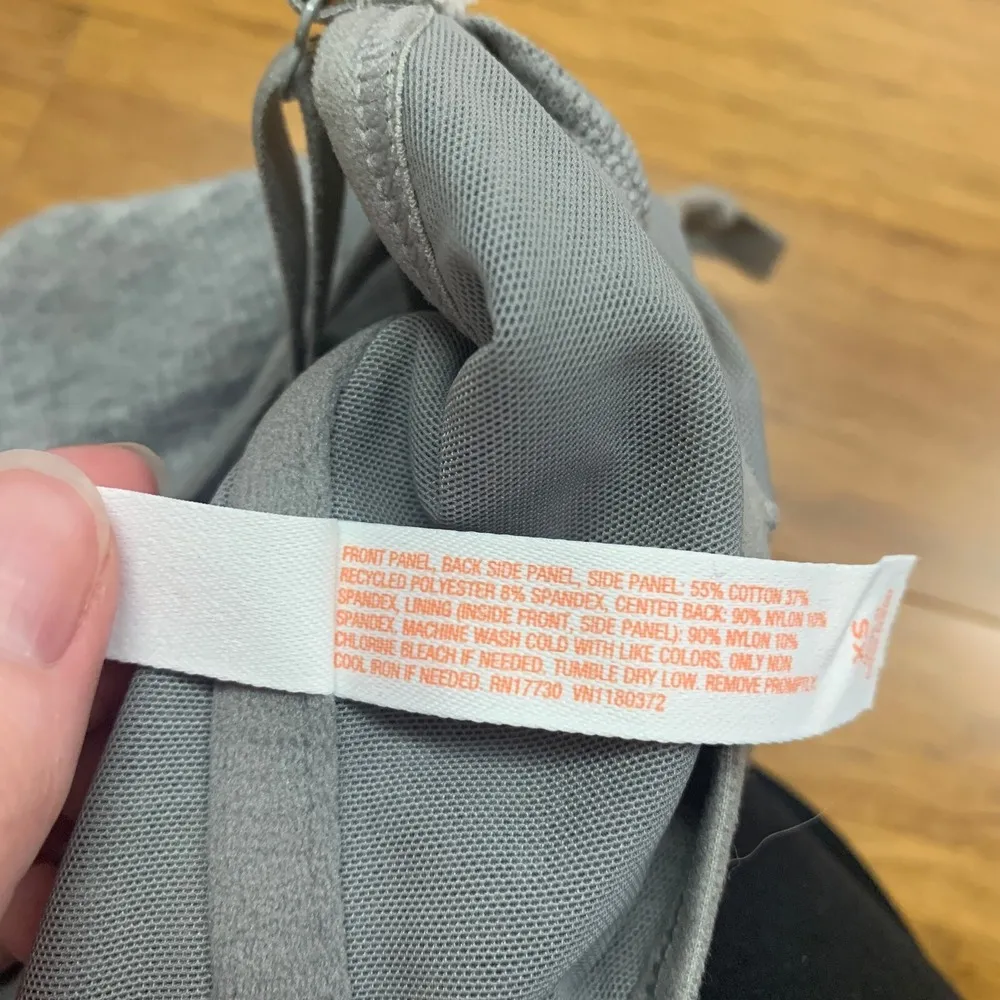 FRONT PANEL, BACK SIDE PANEL, SIDE PANEL: 55% COTTON 37%
RECYCLED POLYESTER 8% SPANDEX, CENTER BACK: 90% NYLON 10%
SPANDEX, LINING (INSIDE FRONT, SIDE PANEL): 90% NYLON 10%
SPANDEX, MACHINE WASH COLD WITH LIKE COLORS. ONLY NON
CHLORINE BLEACH IF NEEDED. TUMBLE DRY LOW. REMOVE PROMPTLY.
COOL IRON IF NEEDED. RN17730 VN1180372
XS